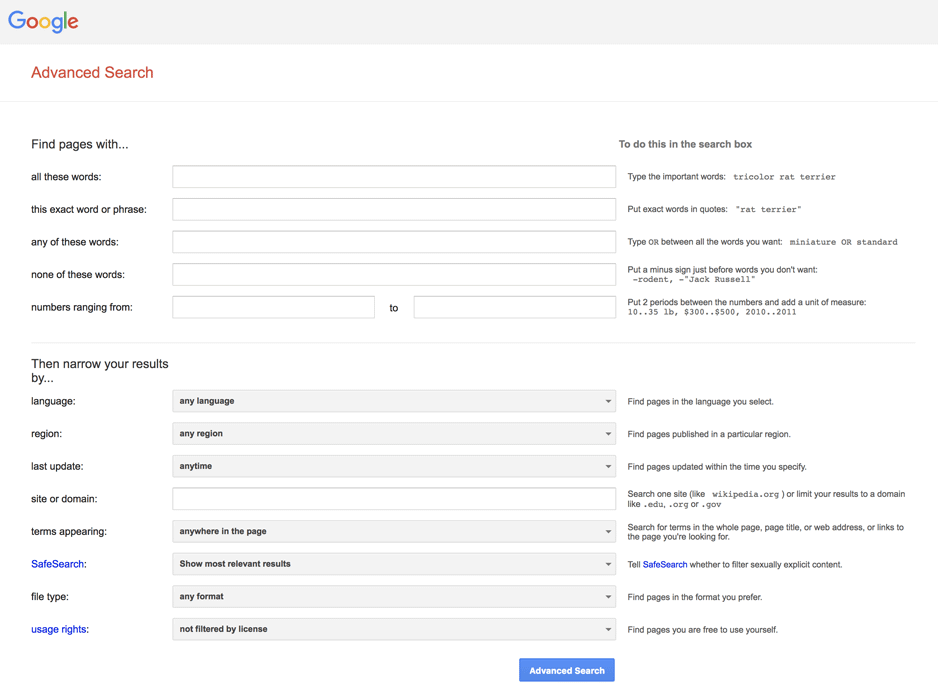 Google
Advanced Search
Find pages with...
To do this in the search box
all these words:
Type the important words: tricolor rat terrier
this exact word or phrase:
Put exact words in quotes: "rat terrier"
any of these words:
Type OR between all the words you want: miniature OR standard
none of these words:
Put a minus sign just before words you don't want:
-rodent, -"Jack Russell"
numbers ranging from:
to
Put 2 periods between the numbers and add a unit of measure:
10..35 lb, $300..$500, 2010..2011
Then narrow your results
by...
language:
any language
Find pages in the language you select.
region:
any region
Find pages published in a particular region.
last update:
anytime
Find pages updated within the time you specify.
site or domain:
Search one site (like wikipedia.org ) or limit your results to a domain
like .edu, .org or .gov
terms appearing:
anywhere in the page
Search for terms in the whole page, page title, or web address, or links to
the page you're looking for.
SafeSearch:
Show most relevant results
Tell SafeSearch whether to filter sexually explicit content.
file type:
any format
Find pages in the format you prefer.
usage rights:
not filtered by license
Find pages you are free to use yourself.
Advanced Search